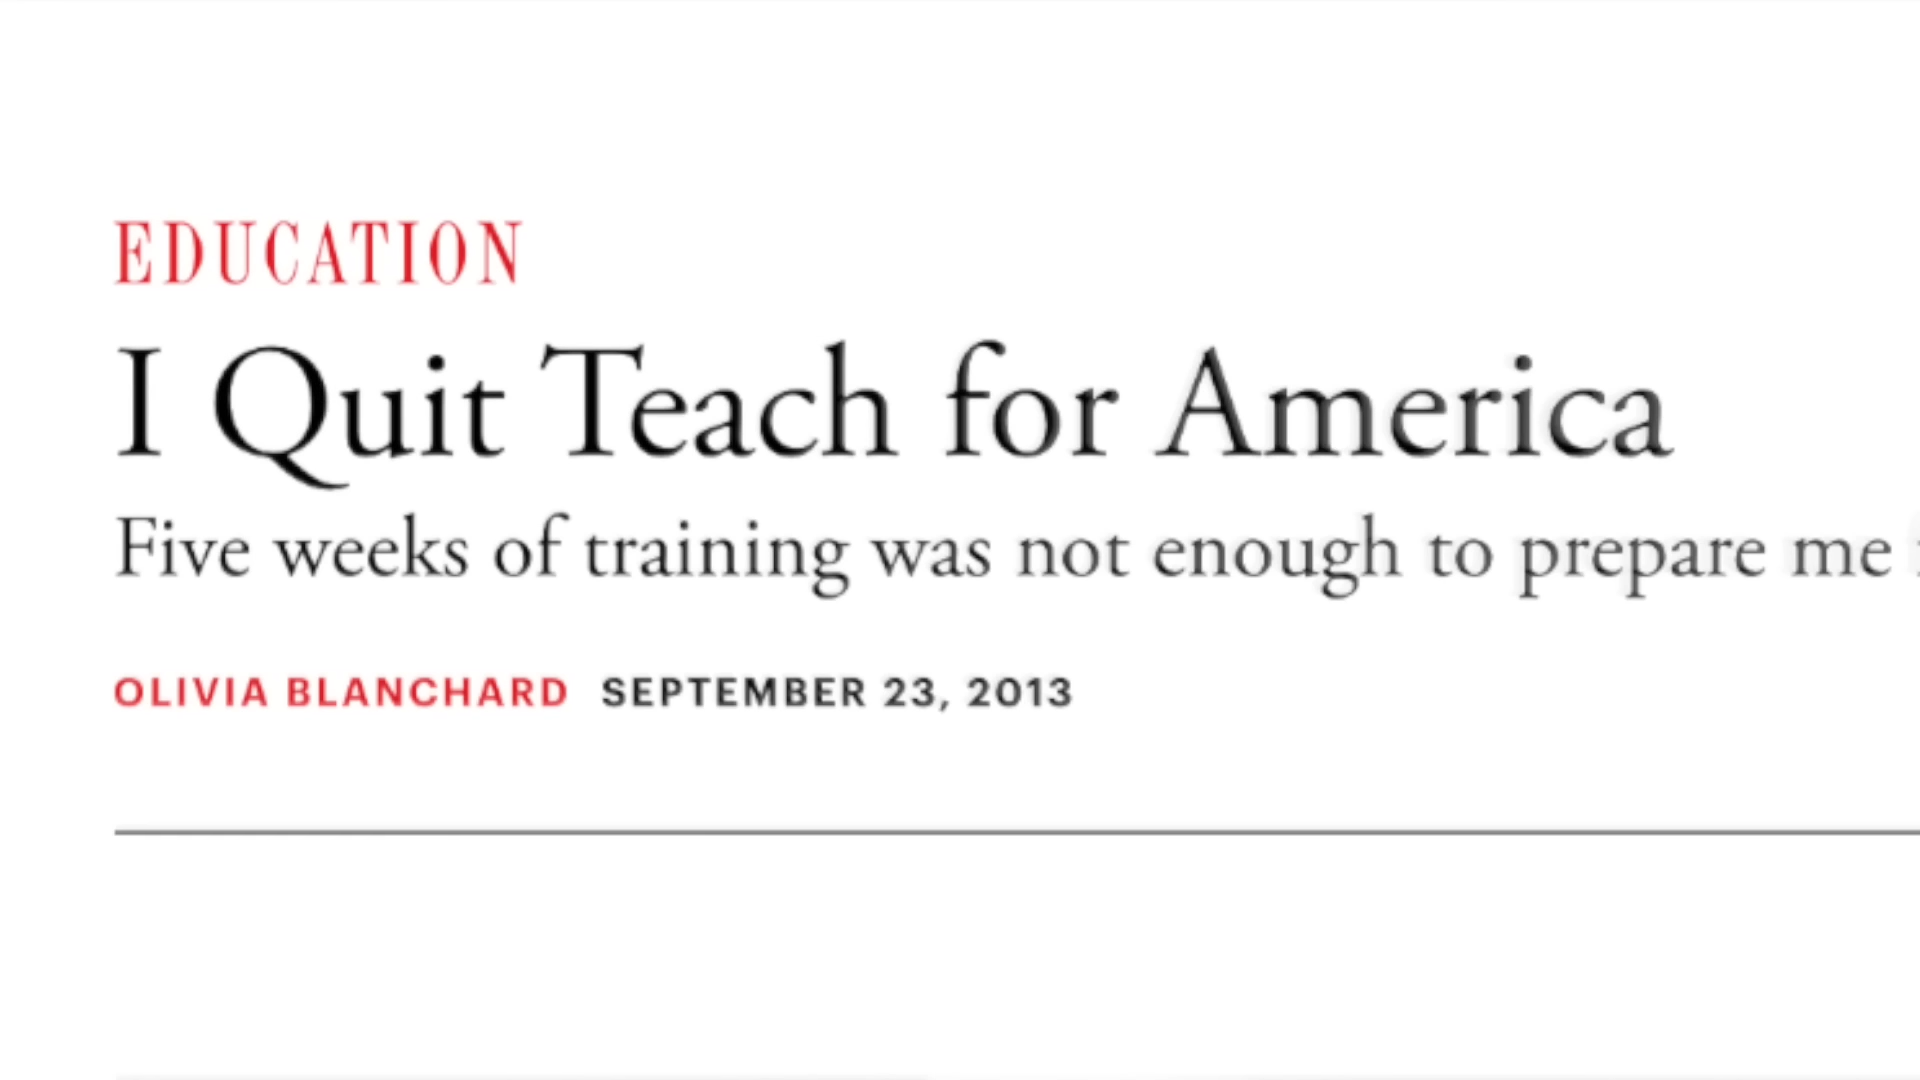 EDUCATION
I Quit Teach for America
Five weeks of training was not enough to prepare me
OLIVIA BLANCHARD SEPTEMBER 23, 2013